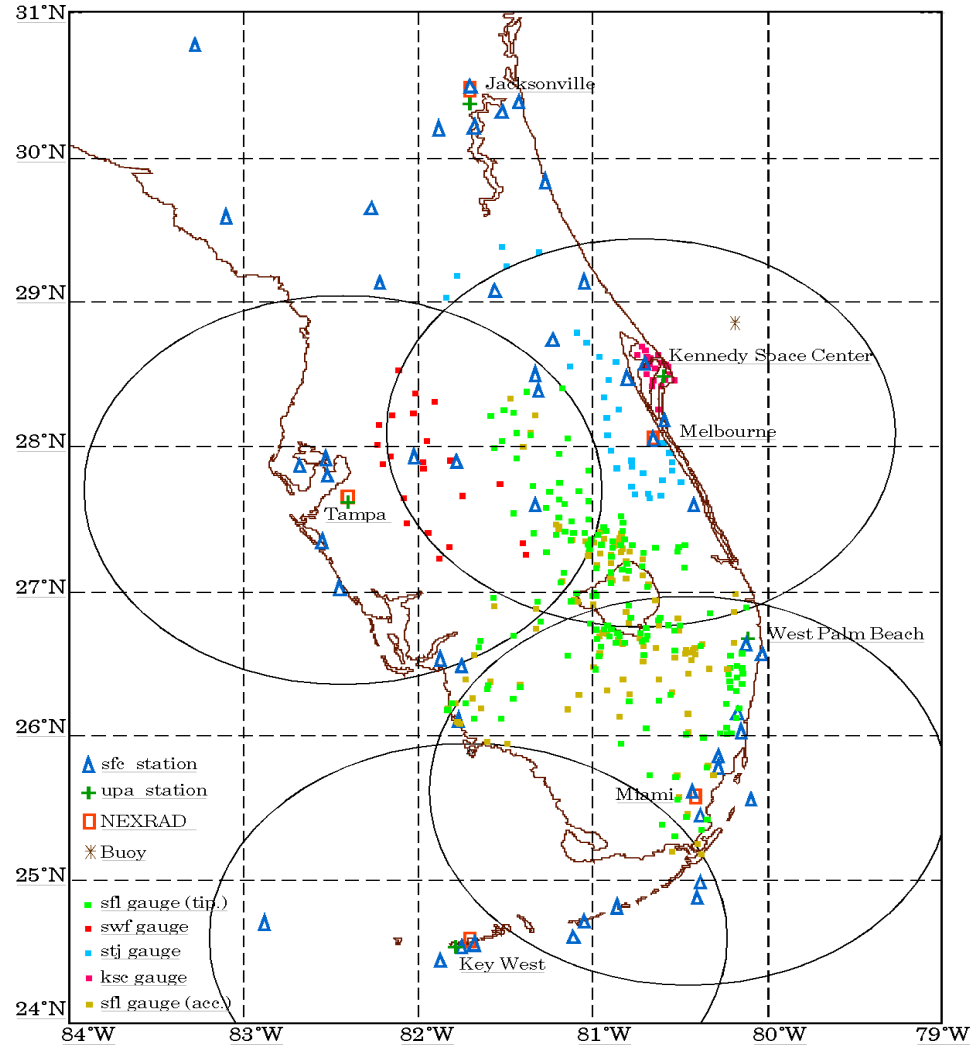 31°N
Jacksonville
30°N
29°N
Kennedy Space Center
28°N
Melbourne
Tampa
27°N
West Palm Beach
26°N
sfc station
upa station
Miami
NEXRAD
Buoy
25°N
sfl gauge (tip.)
swf gauge
stj gauge
Key West
ksc gauge
sfl gauge (acc.)
24°N
84°W 83°W 82°W 81°W 80°W 79°W